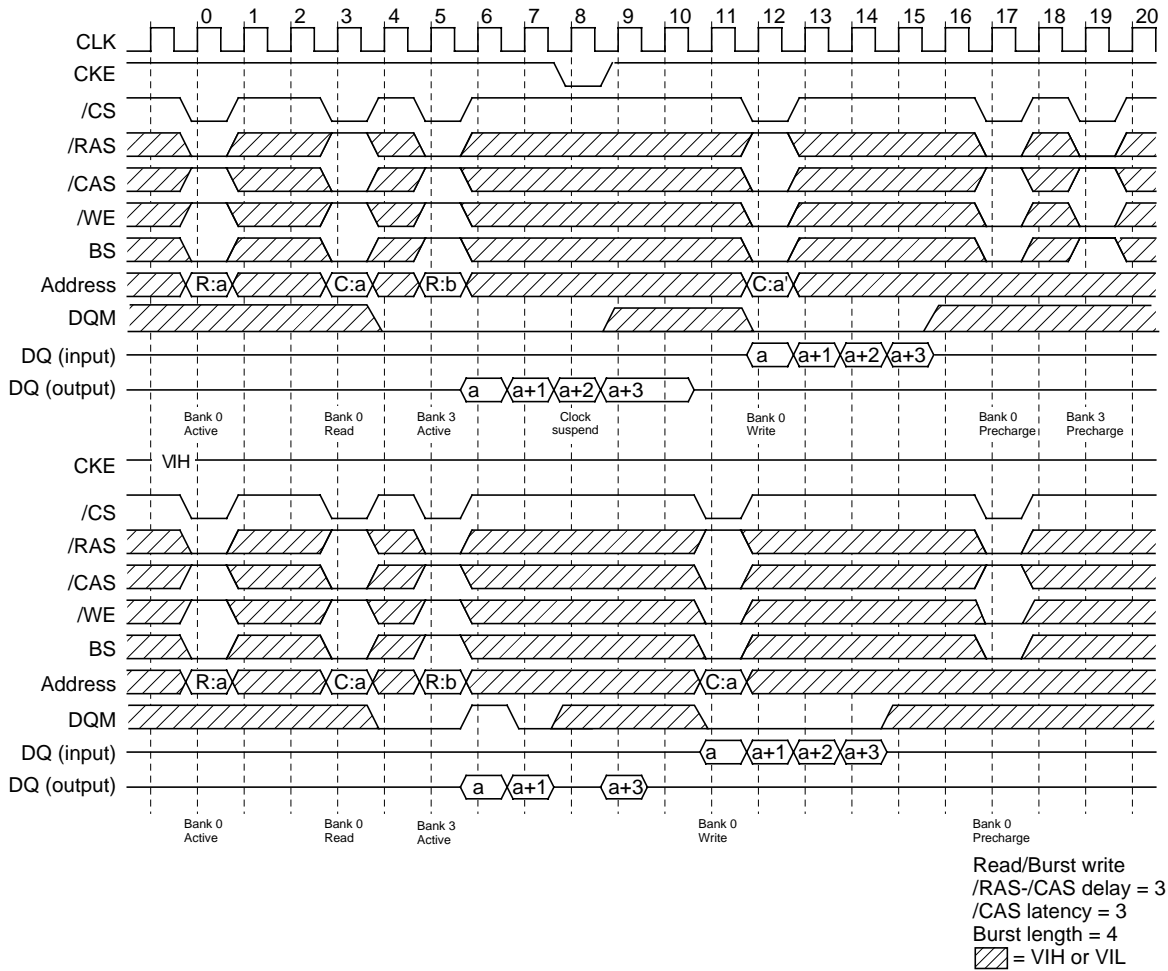 0 1 2 3 4 5 6 7 8 9 10 11 12 13 14 15 16 17 18 19 20
CLK
CKE
/CS
/RAS
/CAS
/WE
BS
Address R:a C:a R:b C:a'
DQM
DQ (input) a a+1 a+2 a+3
DQ (output) a a+1 a+2 a+3
Bank 0 Bank 0 Bank 3 Clock Bank 0 Bank 0 Bank 3
Active Read Active suspend Write Precharge Precharge
CKE VIH
/CS
/RAS
/CAS
/WE
BS
Address R:a C:a R:b C:a
DQM
DQ (input) a a+1 a+2 a+3
DQ (output) a a+1 a+3
Bank 0 Bank 0 Bank 3 Bank 0 Bank 0
Active Read Active Write Precharge
Read/Burst write
/RAS-/CAS delay = 3
/CAS latency = 3
Burst length = 4
= VIH or VIL